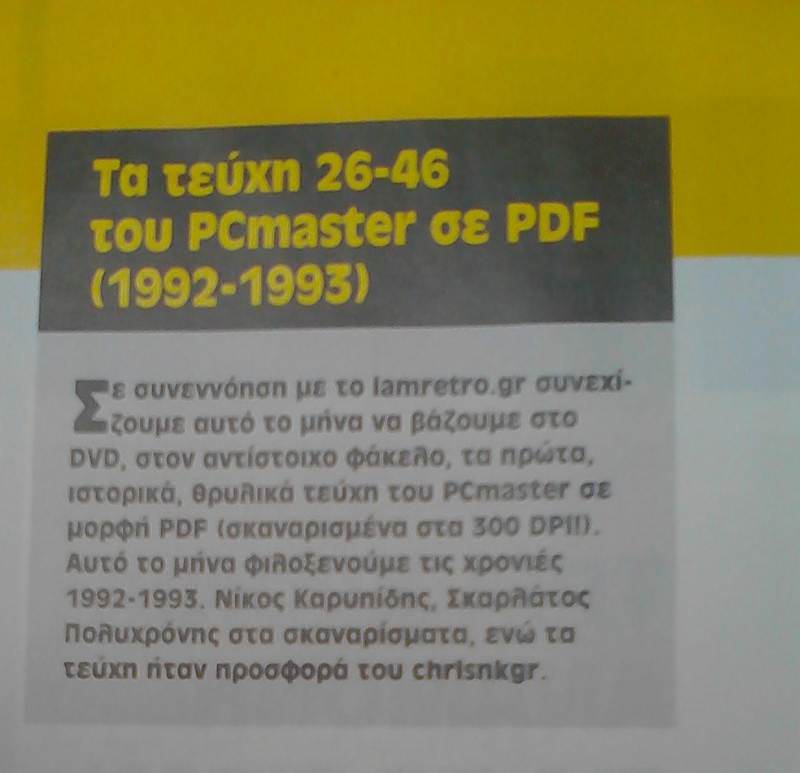 Τα τεύχη 26-46
του PCmaster σε PDF
(1992-1993)
Σε συνεννόηση με το Iamretro.gr συνεχί-
ζουμε αυτό το μήνα να βάζουμε στο
DVD, στον αντίστοιχο φάκελο, τα πρώτα,
ιστορικά, θρυλικά τεύχη του PCmaster σε
μορφή PDF (σκαναρισμένα στα 300 DPI!).
Αυτό το μήνα φιλοξενούμε τις χρονιές
1992-1993. Νίκος Καρυπίδης, Σκαρλάτος
Πολυχρόνης στα σκαναρίσματα, ενώ τα
τεύχη ήταν προσφορά του chrisnkgr.